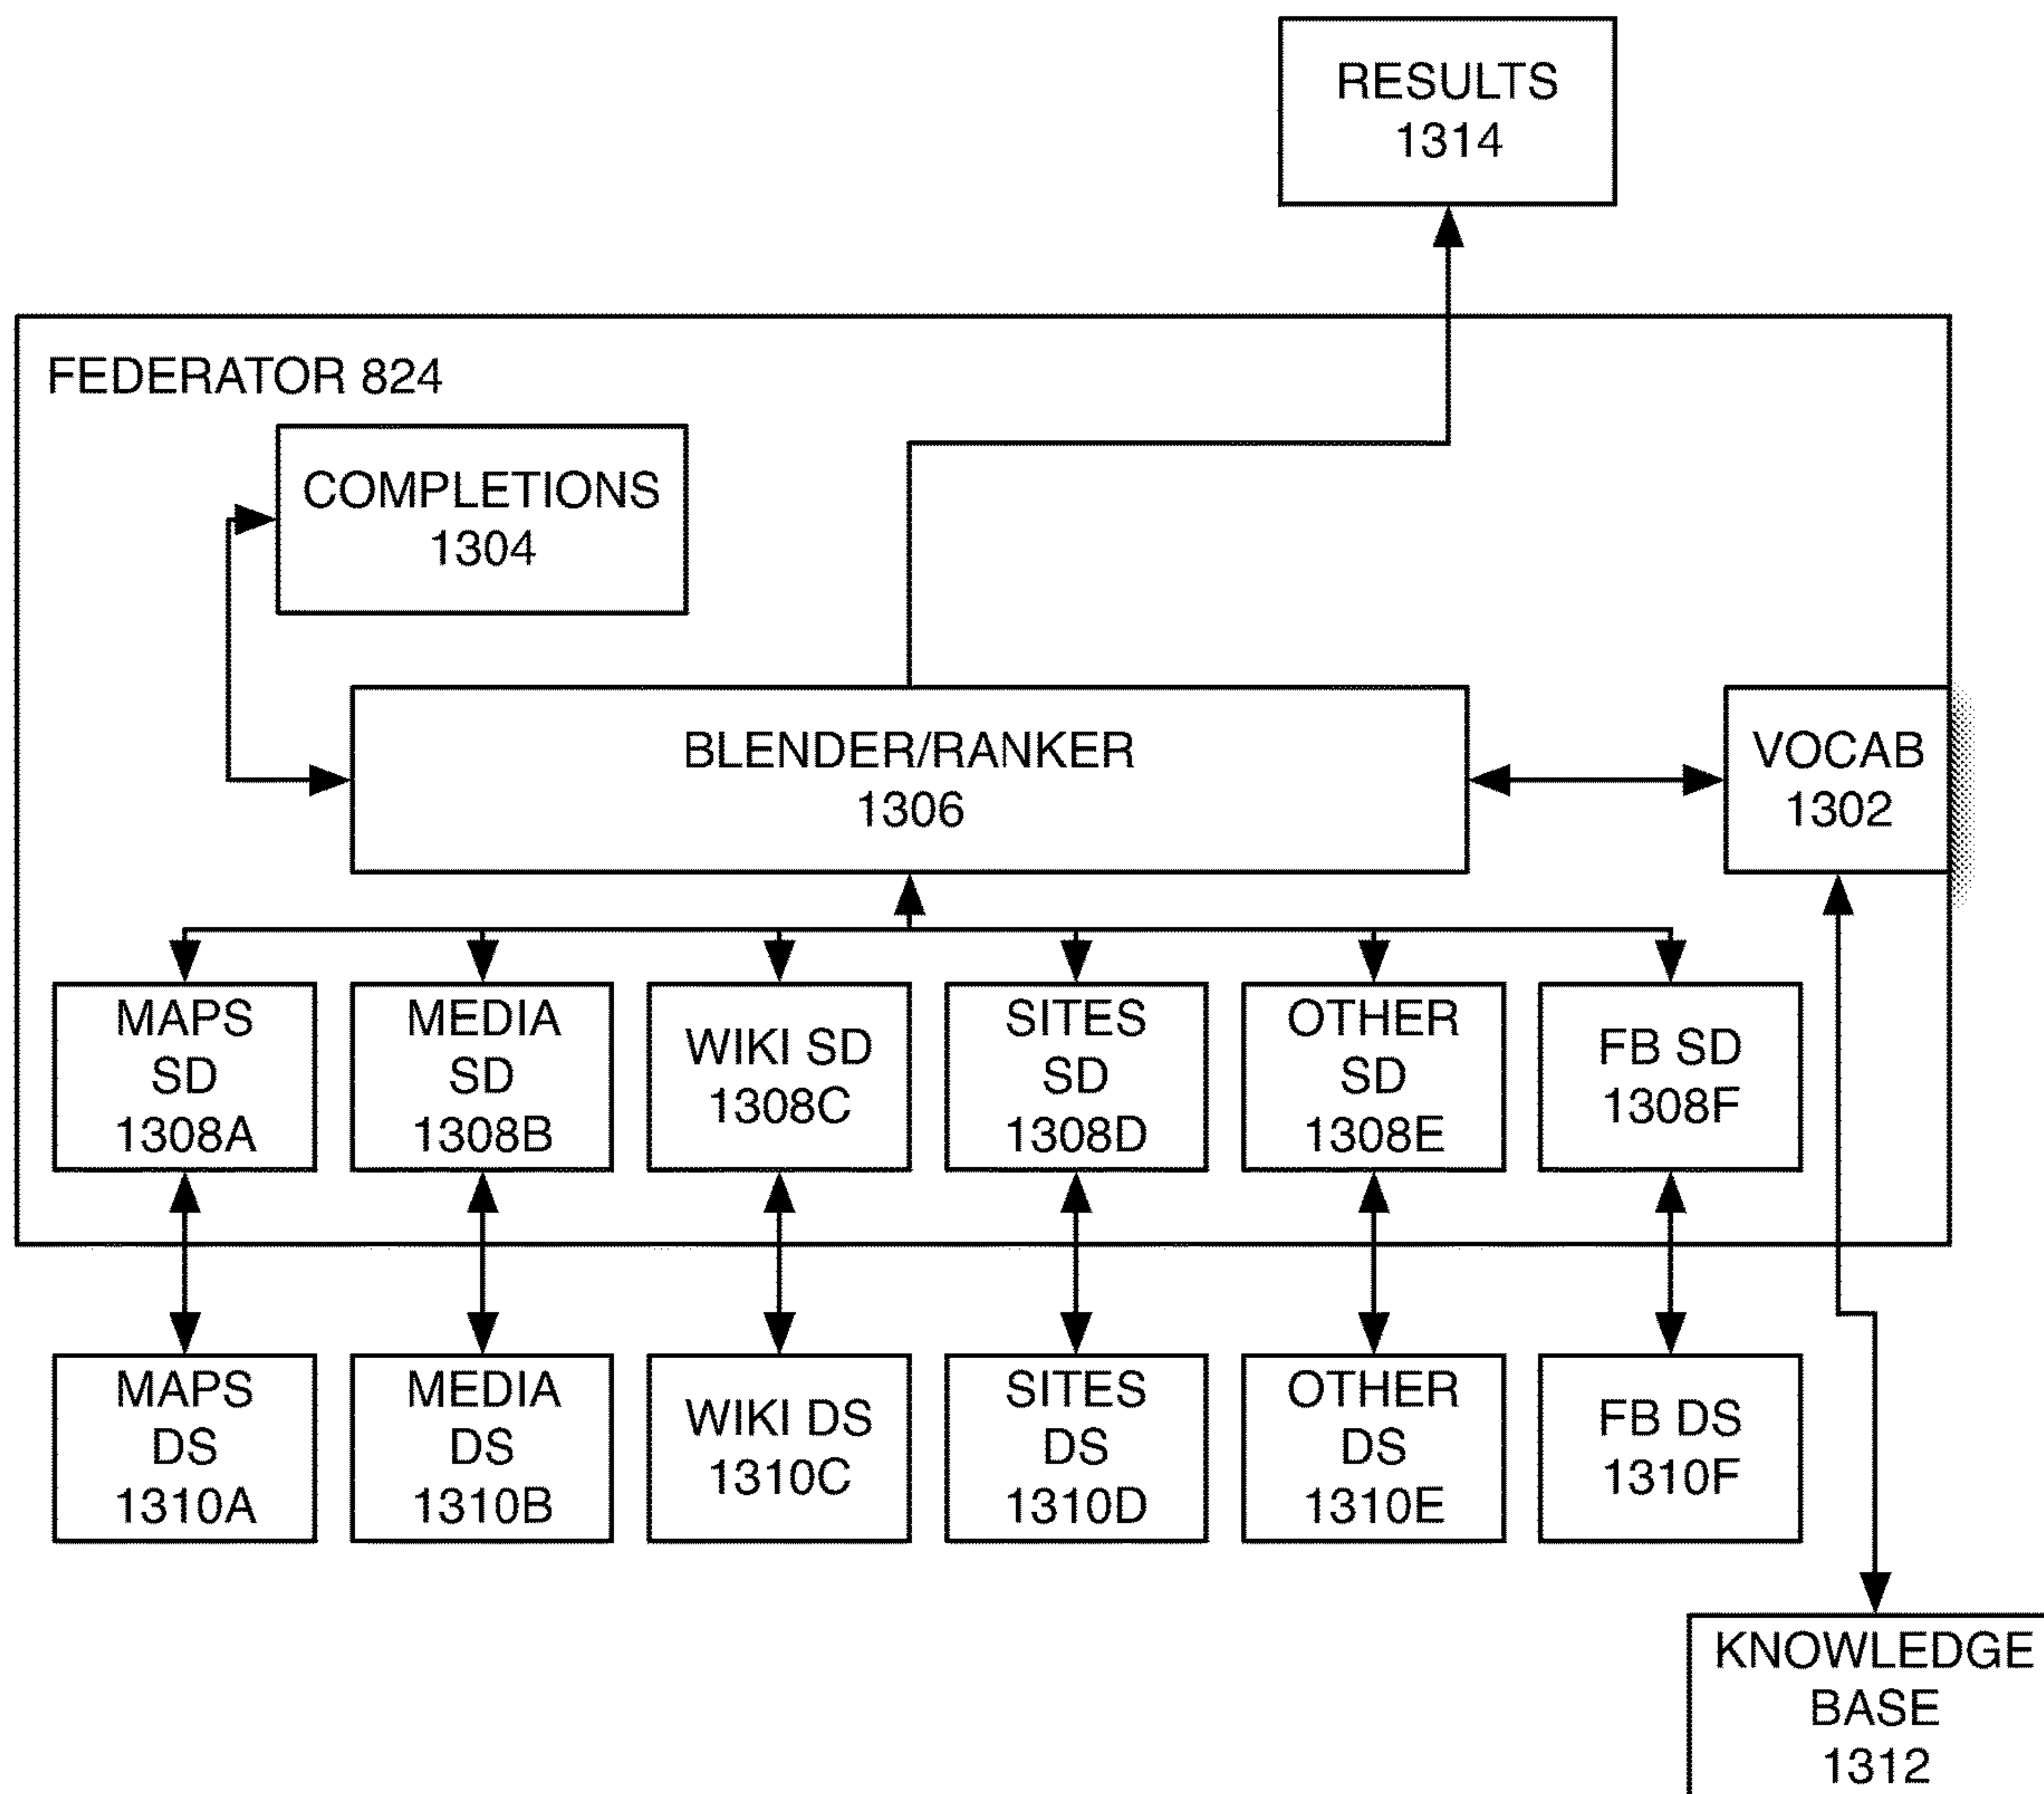 RESULTS
1314
FEDERATOR 824
COMPLETIONS
1304
BLENDER/RANKER
1306
VOCAB
1302
MAPS
SD
1308A
MEDIA
SD
1308B
WIKI SD
1308C
SITES
SD
1308D
OTHER
SD
1308E
FB SD
1308F
MAPS
DS
1310A
MEDIA
DS
1310B
WIKI DS
1310C
SITES
DS
1310D
OTHER
DS
1310E
FB DS
1310F
KNOWLEDGE
BASE
1312